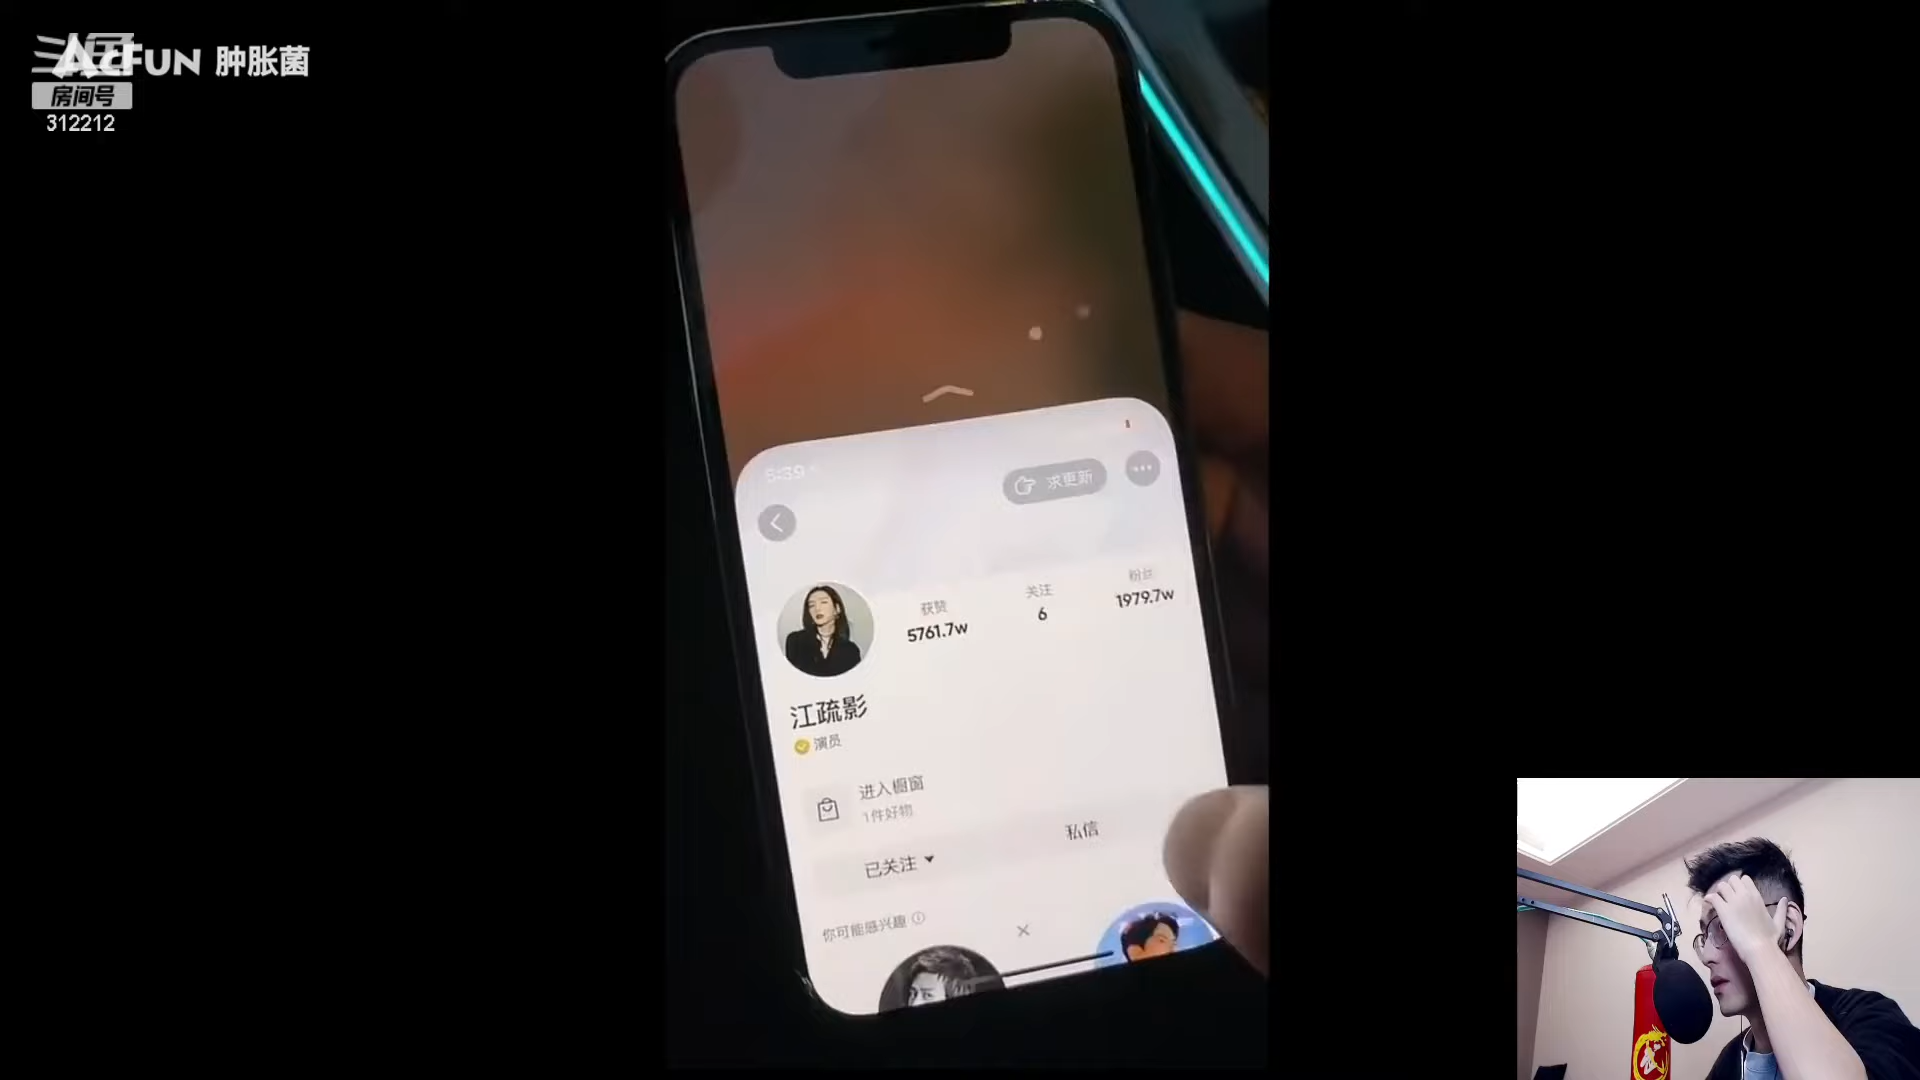 AcFUN 肿胀菌
房间号
312212
5:39
求更新
获赞
5761.7w
关注
6
粉丝
1979.7w
江疏影
演员
进入橱窗
1件好物
已关注
私信
你可能感兴趣